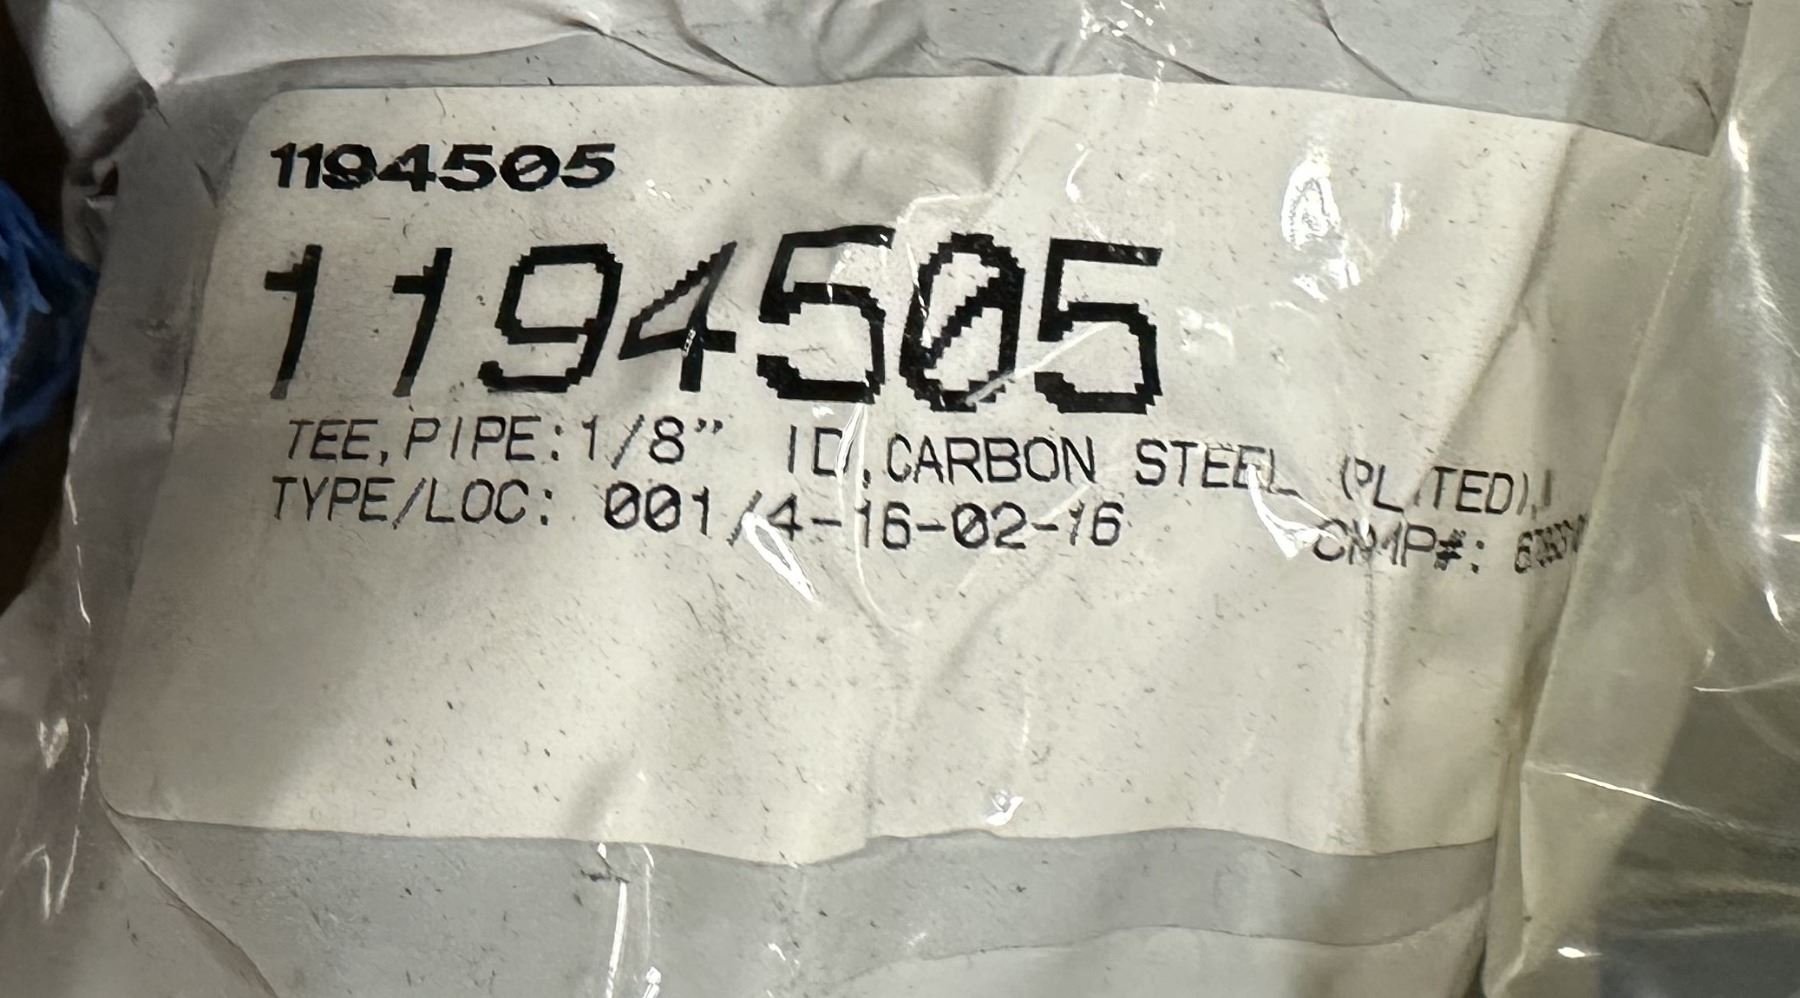 1194505
1194505
TEE, PIPE: 1/8” ID, CARBON STEEL (PLATED),
TYPE/LOC: 001/4-16-02-16 CMP#: